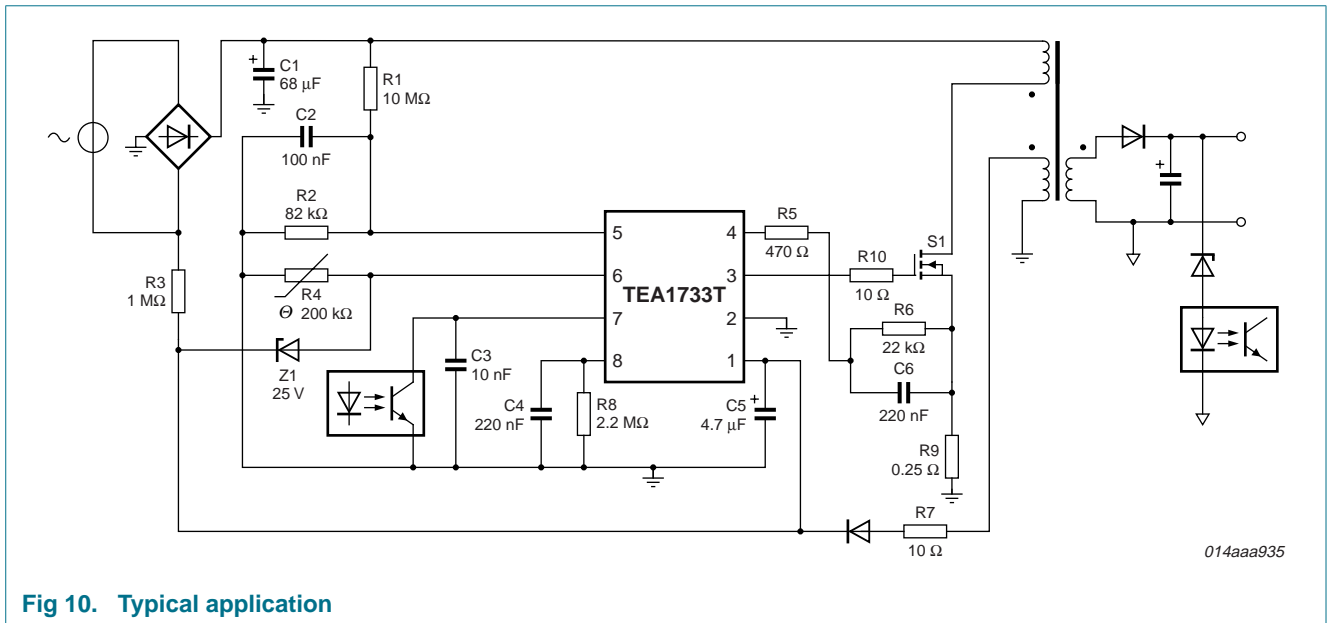 C1
68 μF
R1
10 MΩ
C2
100 nF
R2
82 kΩ
R3
1 MΩ
R4
Θ 200 kΩ
Z1
25 V
C3
10 nF
C4
220 nF
R8
2.2 MΩ
C5
4.7 μF
TEA1733T
5
6
7
8
4
3
2
1
R5
470 Ω
R10
10 Ω
S1
R6
22 kΩ
C6
220 nF
R9
0.25 Ω
R7
10 Ω
014aaa935
Fig 10. Typical application